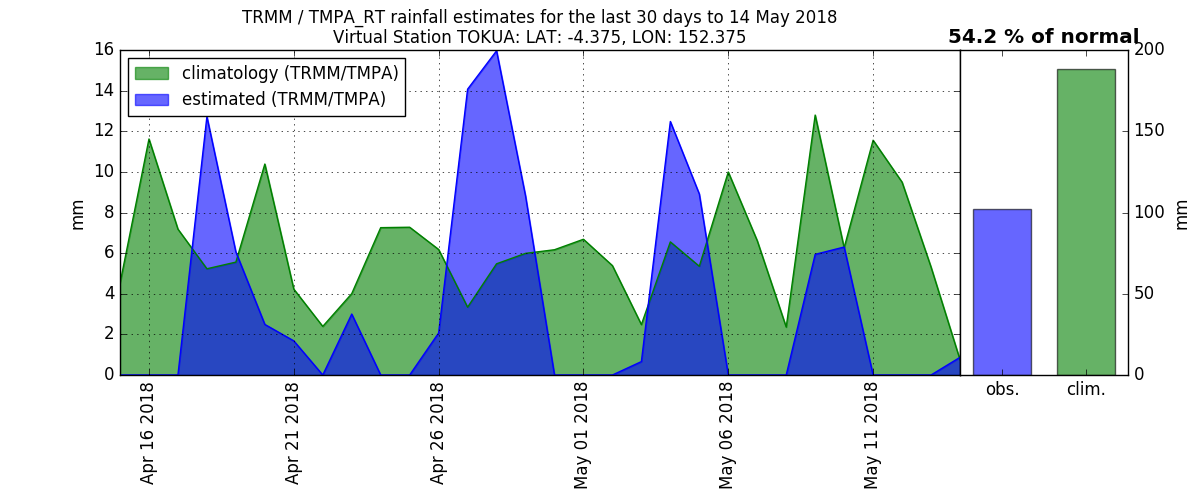 TRMM / TMPA_RT rainfall estimates for the last 30 days to 14 May 2018
Virtual Station TOKUA: LAT: -4.375, LON: 152.375
54.2 % of normal
climatology (TRMM/TMPA)
estimated (TRMM/TMPA)
16
14
12
10
8
6
4
2
0
mm
Apr 16 2018
Apr 21 2018
Apr 26 2018
May 01 2018
May 06 2018
May 11 2018
200
150
100
50
0
mm
obs.
clim.